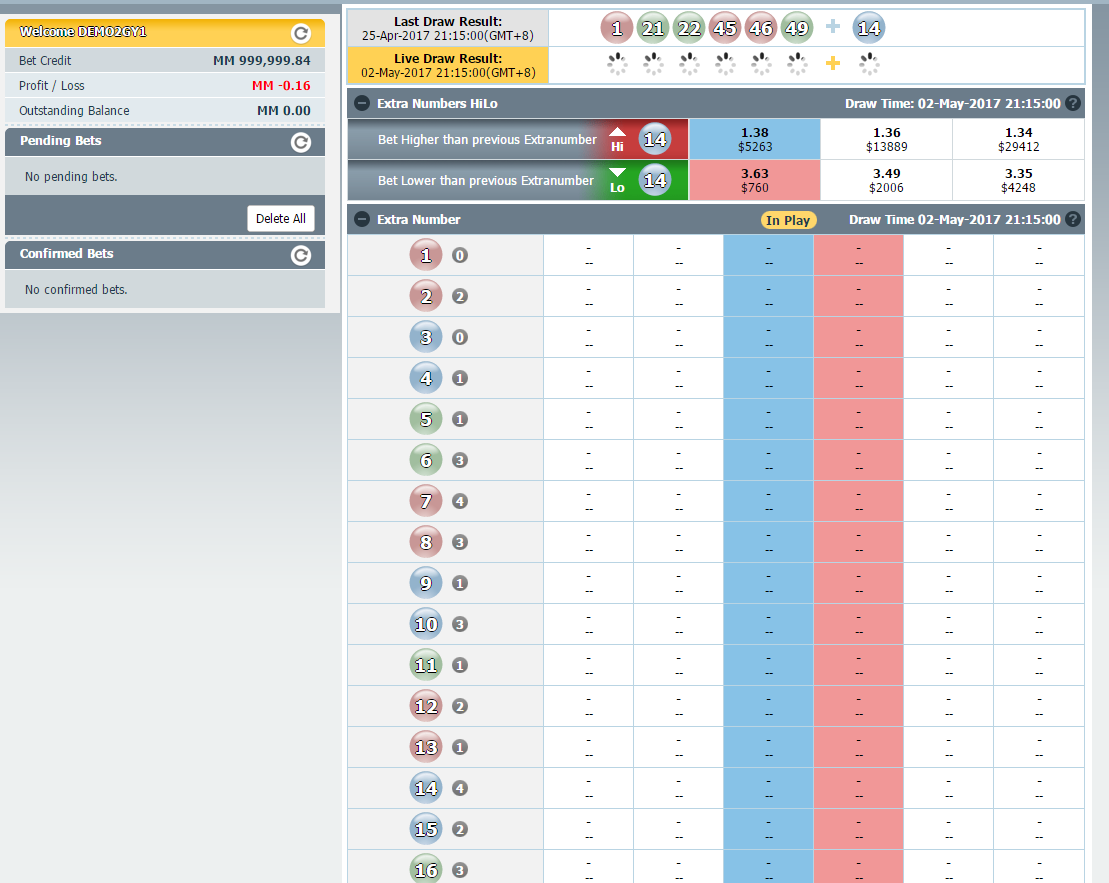 Welcome DEMO2GY1
Bet Credit MM 999,999.84
Profit / Loss MM -0.16
Outstanding Balance MM 0.00
Pending Bets
No pending bets.
Delete All
Confirmed Bets
No confirmed bets.
Last Draw Result:
25-Apr-2017 21:15:00(GMT+8)
1 21 22 45 46 49 + 14
Live Draw Result:
02-May-2017 21:15:00(GMT+8)
+
Extra Numbers HiLo Draw Time: 02-May-2017 21:15:00 ?
Bet Higher than previous Extranumber Hi 14 1.38 1.36 1.34
$5263 $13889 $29412
Bet Lower than previous Extranumber Lo 14 3.63 3.49 3.35
$760 $2006 $4248
Extra Number In Play Draw Time 02-May-2017 21:15:00 ?
1 0 - - - - - -
-- -- -- -- -- --
2 2 - - - - - -
-- -- -- -- -- --
3 0 - - - - - -
-- -- -- -- -- --
4 1 - - - - - -
-- -- -- -- -- --
5 1 - - - - - -
-- -- -- -- -- --
6 3 - - - - - -
-- -- -- -- -- --
7 4 - - - - - -
-- -- -- -- -- --
8 3 - - - - - -
-- -- -- -- -- --
9 1 - - - - - -
-- -- -- -- -- --
10 3 - - - - - -
-- -- -- -- -- --
11 1 - - - - - -
-- -- -- -- -- --
12 2 - - - - - -
-- -- -- -- -- --
13 1 - - - - - -
-- -- -- -- -- --
14 4 - - - - - -
-- -- -- -- -- --
15 2 - - - - - -
-- -- -- -- -- --
16 3 - - - - - -
-- -- -- -- -- --